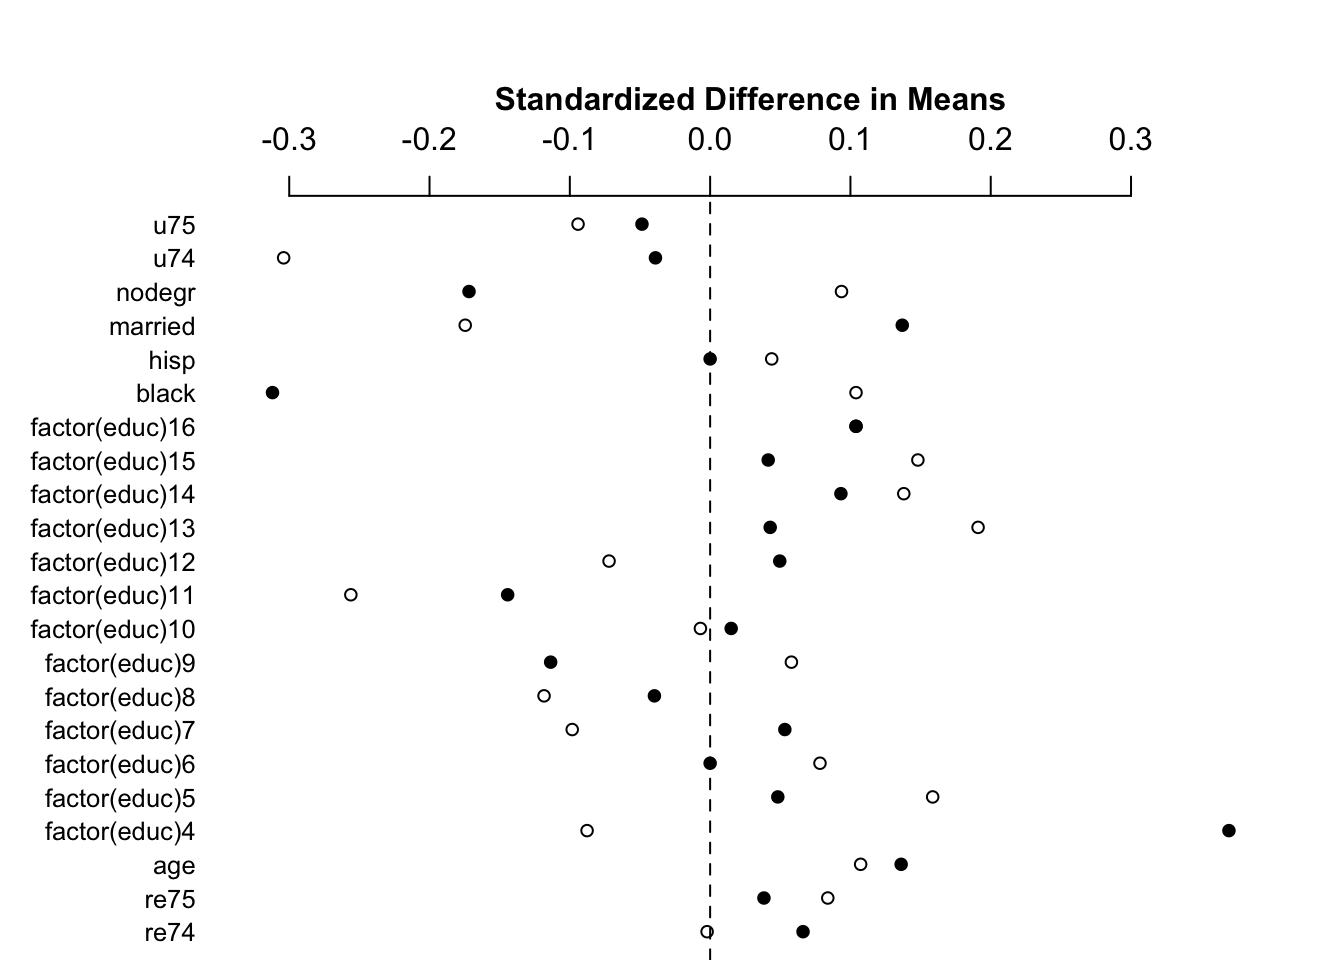 Standardized Difference in Means
-0.3 -0.2 -0.1 0.0 0.1 0.2 0.3
u75
u74
nodegr
married
hisp
black
factor(educ)16
factor(educ)15
factor(educ)14
factor(educ)13
factor(educ)12
factor(educ)11
factor(educ)10
factor(educ)9
factor(educ)8
factor(educ)7
factor(educ)6
factor(educ)5
factor(educ)4
age
re75
re74